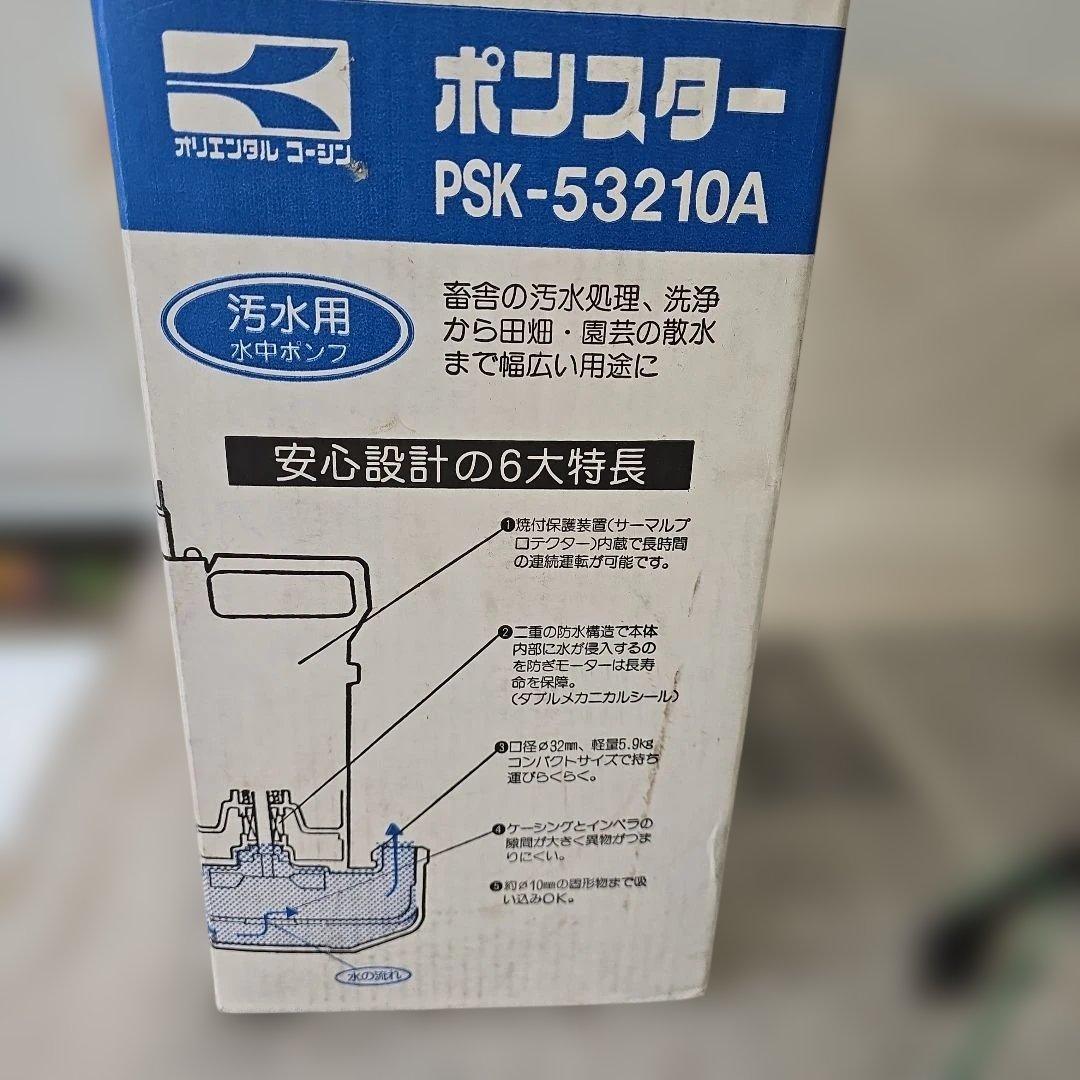 オリエンタル コーシン
ポンスター
PSK-53210A
汚水用
水中ポンプ
畜舎の汚水処理、洗浄
から田畑・園芸の散水
まで幅広い用途に
安心設計の6大特長
❶焼付保護装置(サーマルプ
ロテクター)内蔵で長時間
の連続運転が可能です。
❷二重の防水構造で本体
内部に水が侵入するの
を防ぎモーターは長寿
命を保障。
(ダブルメカニカルシール)
❸口径ø32mm、軽量5.9kg
コンパクトサイズで持ち
運びらくらく。
❹ケーシングとインペラの
隙間が大きく異物がつま
りにくい。
❺約ø10mmの固形物まで吸
い込みOK。
水の流れ